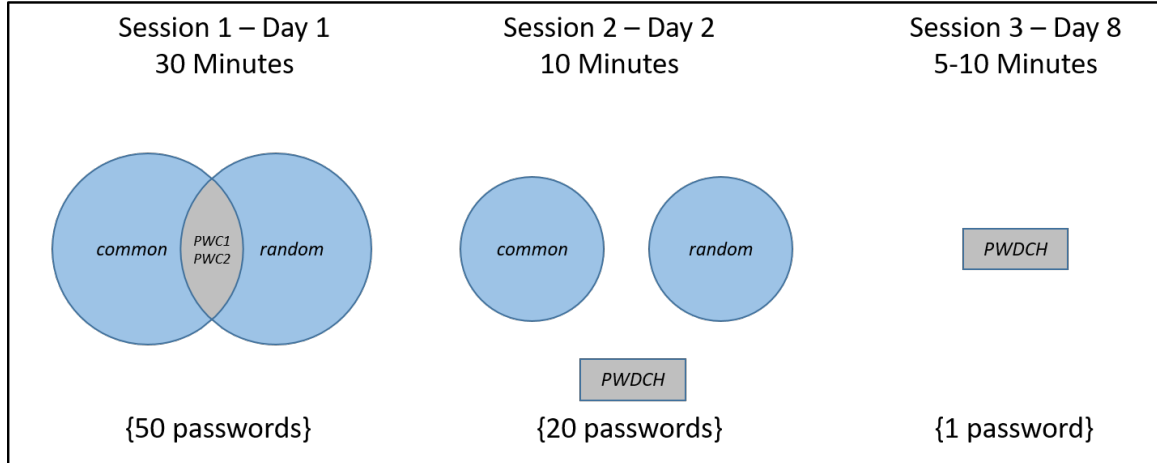 Session 1 – Day 1
30 Minutes
common
PWC1
PWC2
random
{50 passwords}
Session 2 – Day 2
10 Minutes
common
random
PWDCH
{20 passwords}
Session 3 – Day 8
5-10 Minutes
PWDCH
{1 password}